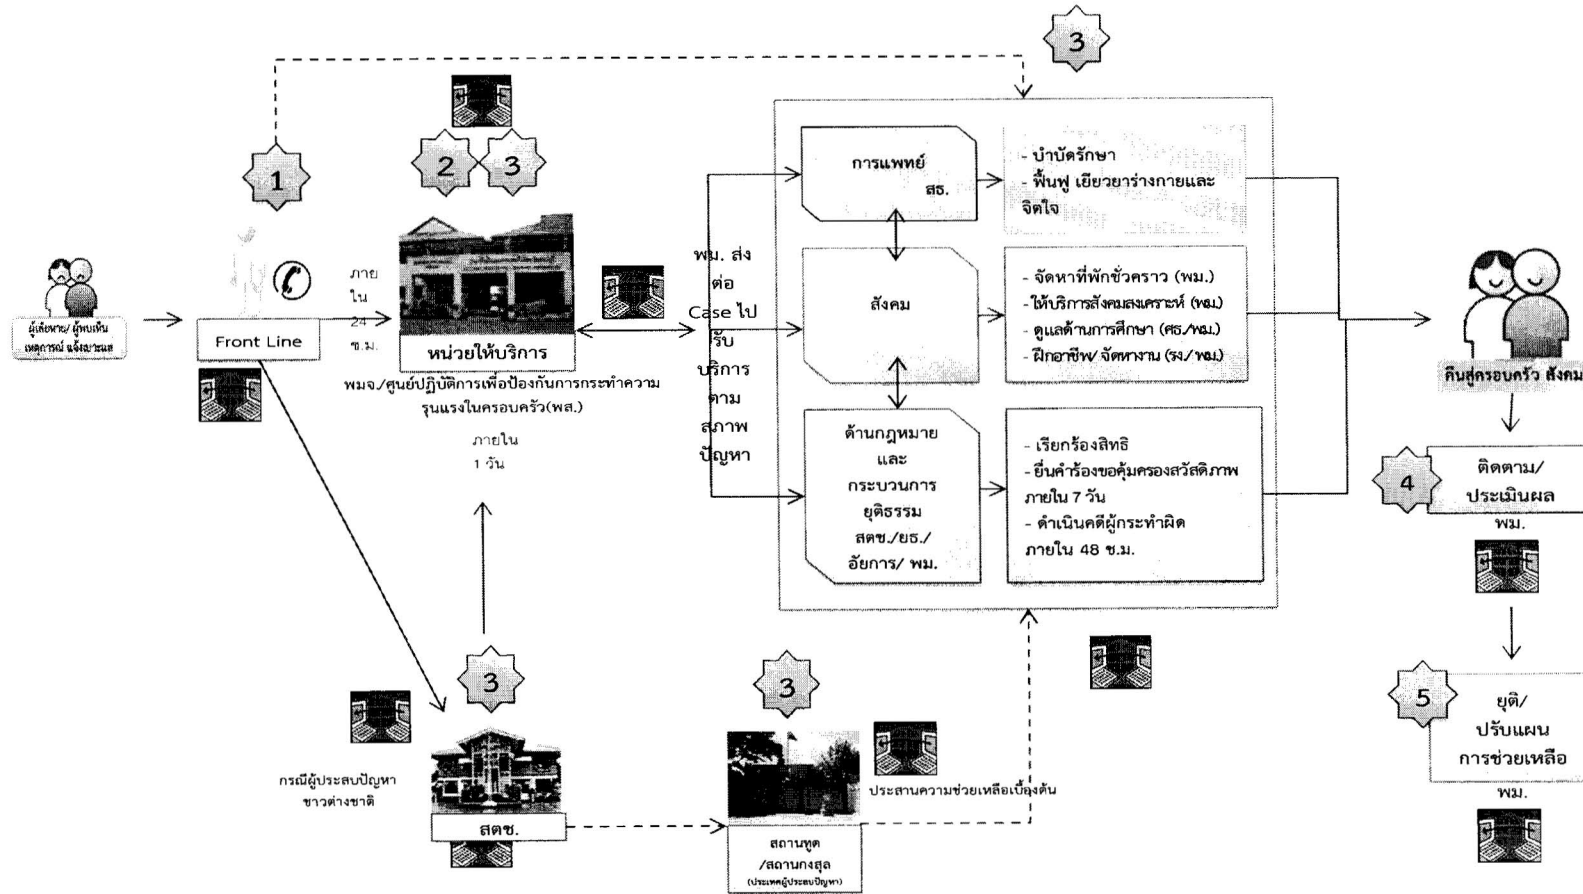 3
1
2
3
ผู้เสียหาย/ ผู้พบเห็น
เหตุการณ์ แจ้งเบาะแส
Front Line
ภาย
ใน
24
ช.ม.
หน่วยให้บริการ
พมจ./ศูนย์ปฏิบัติการเพื่อป้องกันการกระทำความ
รุนแรงในครอบครัว(พส.)
ภายใน
1 วัน
พม. ส่ง
ต่อ
Case ไป
รับ
บริการ
ตาม
สภาพ
ปัญหา
การแพทย์
สธ.
- บำบัดรักษา
- ฟื้นฟู เยียวยาร่างกายและ
จิตใจ
สังคม
- จัดหาที่พักชั่วคราว (พม.)
-ให้บริการสังคมสงเคราะห์ (พม.)
- ดูแลด้านการศึกษา (ศธ./พม.)
-ฝึกอาชีพ/ จัดหางาน (รง./ พม.)
ด้านกฎหมาย
และ
กระบวนการ
ยุติธรรม
สตช./ยธ./
อัยการ/ พม.
- เรียกร้องสิทธิ
-ยื่นคำร้องขอคุ้มครองสวัสดิภาพ
ภายใน 7 วัน
- ดำเนินคดีผู้กระทำผิด
ภายใน 48 ช.ม.
คืนสู่ครอบครัว สังคม
4
ติดตาม/
ประเมินผล
พม.
5
ยุติ/
ปรับแผน
การช่วยเหลือ
พม.
3
3
กรณีผู้ประสบปัญหา
ชาวต่างชาติ
สตช.
สถานทูต
/สถานกงสุล
(ประเทศผู้ประสบปัญหา)
ประสานความช่วยเหลือเบื้องต้น